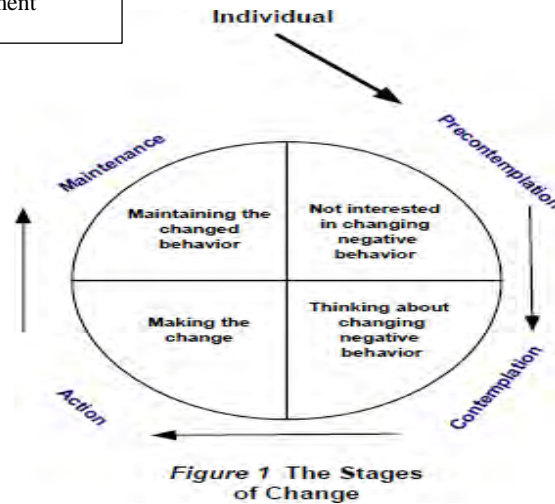 ment
Individual
Precontemplation
Maintenance
Maintaining the
changed
behavior
Not interested
in changing
negative
behavior
Making the
change
Thinking about
changing
negative
behavior
Action
Contemplation
Figure 1 The Stages
of Change